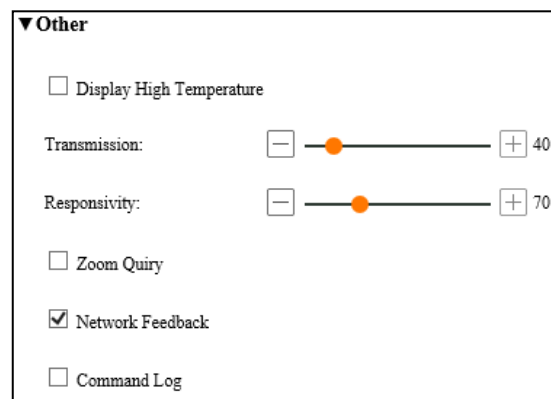 ▼Other
Display High Temperature
Transmission: 40
Responsivity: 70
Zoom Quiry
Network Feedback
Command Log